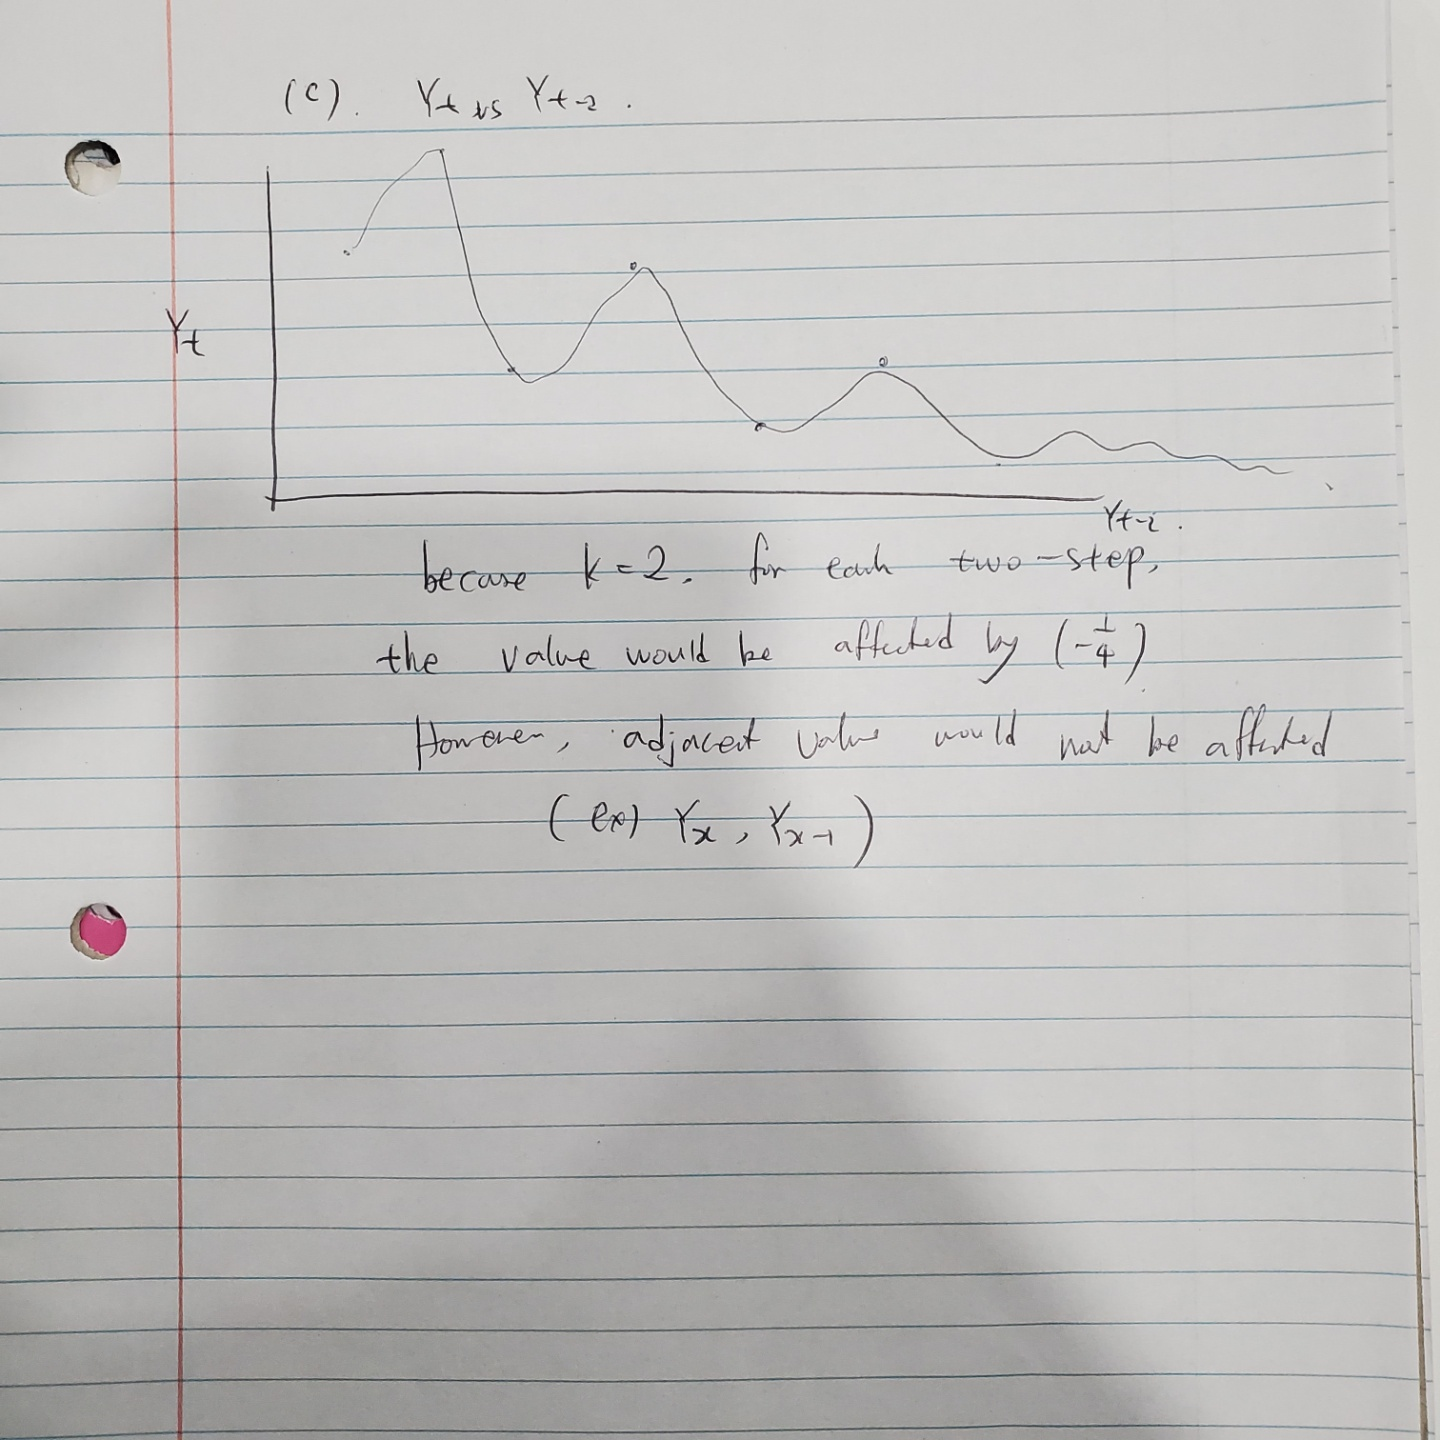 (c). Yt vs Yt-2.
Yt
Yt-2.
becase k=2. for each two-step,
the value would be affected by (-1/4)
However, adjacent value would not be affected
(ex) Yx, Yx-1)